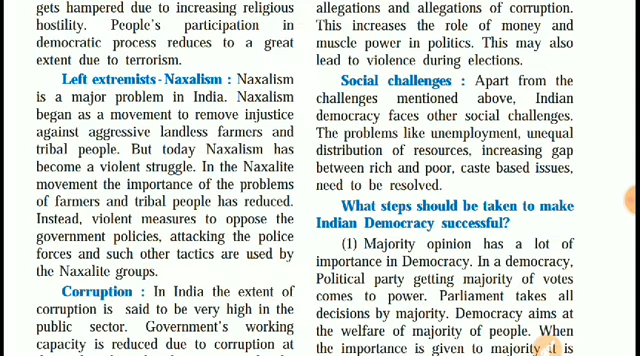 gets hampered due to increasing religious
hostility. People's participation in
democratic process reduces to a great
extent due to terrorism.
Left extremists - Naxalism : Naxalism
is a major problem in India. Naxalism
began as a movement to remove injustice
against aggressive landless farmers and
tribal people. But today Naxalism has
become a violent struggle. In the Naxalite
movement the importance of the problems
of farmers and tribal people has reduced.
Instead, violent measures to oppose the
government policies, attacking the police
forces and such other tactics are used by
the Naxalite groups.
Corruption : In India the extent of
corruption is said to be very high in the
public sector. Government's working
capacity is reduced due to corruption at
allegations and allegations of corruption.
This increases the role of money and
muscle power in politics. This may also
lead to violence during elections.
Social challenges : Apart from the
challenges mentioned above, Indian
democracy faces other social challenges.
The problems like unemployment, unequal
distribution of resources, increasing gap
between rich and poor, caste based issues,
need to be resolved.
What steps should be taken to make
Indian Democracy successful?
(1) Majority opinion has a lot of
importance in Democracy. In a democracy,
Political party getting majority of votes
comes to power. Parliament takes all
decisions by majority. Democracy aims at
the welfare of majority of people. When
the importance is given to majority it is